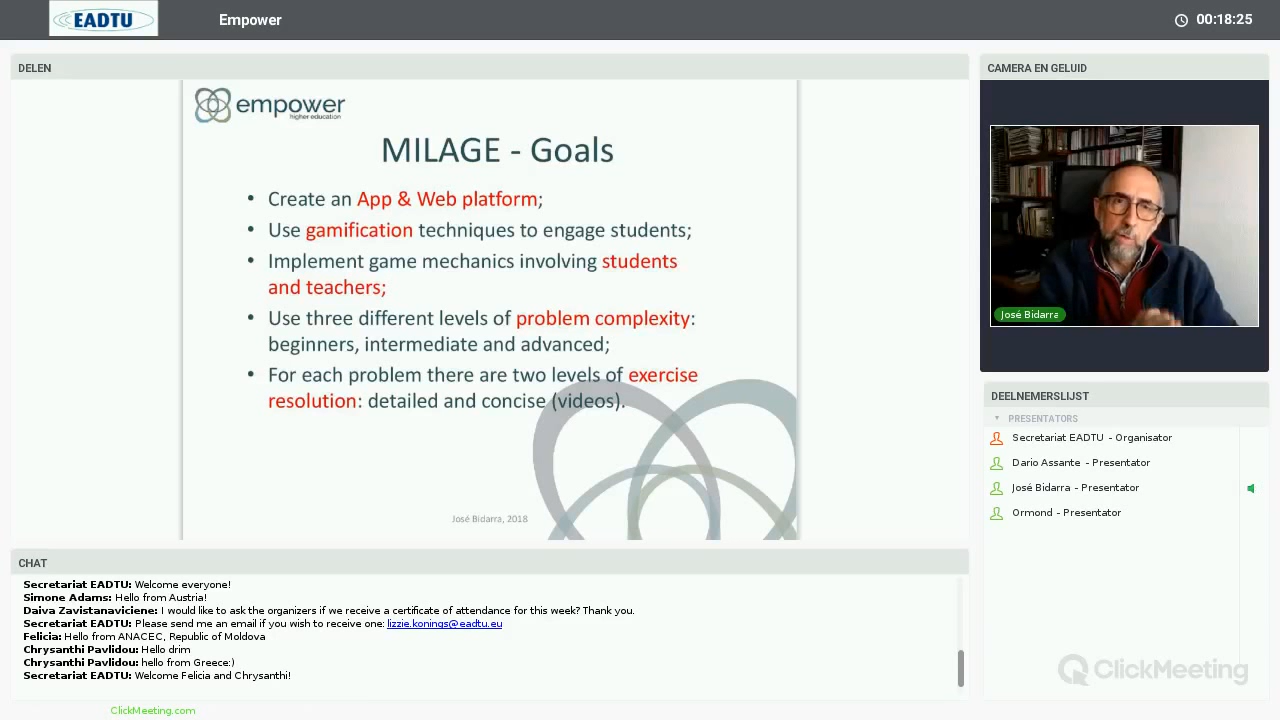 EADTU
Empower
00:18:25
DELEN
empower
higher education
MILAGE - Goals
• Create an App & Web platform;
• Use gamification techniques to engage students;
• Implement game mechanics involving students
and teachers;
• Use three different levels of problem complexity:
beginners, intermediate and advanced;
• For each problem there are two levels of exercise
resolution: detailed and concise (videos).
José Bidarra, 2018
CAMERA EN GELUID
José Bidarra
DEELNEMERSLIJST
PRESENTATORS
Secretariat EADTU - Organisator
Dario Assante - Presentator
José Bidarra - Presentator
Ormond - Presentator
ClickMeeting
CHAT
Secretariat EADTU: Welcome everyone!
Simone Adams: Hello from Austria!
Daiva Zavistanaviciene: I would like to ask the organizers if we receive a certificate of attendance for this week? Thank you.
Secretariat EADTU: Please send me an email if you wish to receive one: lizzie.konings@eadtu.eu
Felicia: Hello from ANACEC, Republic of Moldova
Chrysanthi Pavlidou: Hello drim
Chrysanthi Pavlidou: hello from Greece:)
Secretariat EADTU: Welcome Felicia and Chrysanthi!
ClickMeeting.com